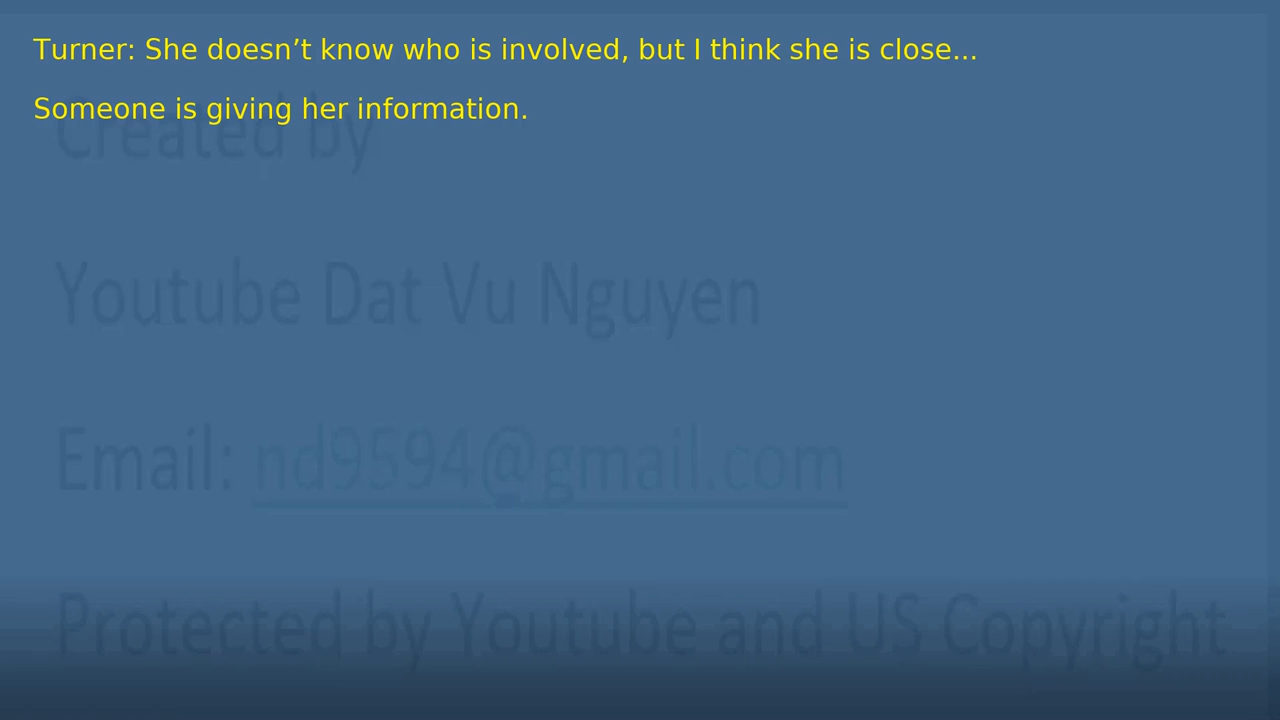 Turner: She doesn’t know who is involved, but I think she is close...
Someone is giving her information.
Created by
Youtube Dat Vu Nguyen
Email: nd9594@gmail.com
Protected by Youtube and US Copyright